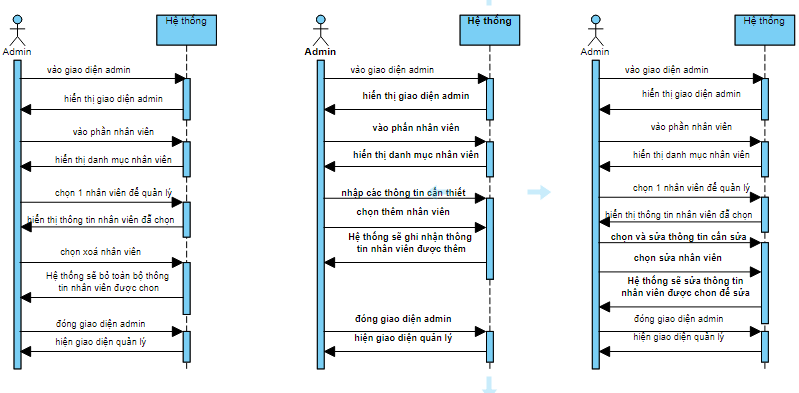 Hệ thống
Admin
vào giao diện admin
hiển thị giao diện admin
vào phần nhân viên
hiển thị danh mục nhân viên
chọn 1 nhân viên để quản lý
hiển thị thông tin nhân viên đã chọn
chọn xoá nhân viên
Hệ thống sẽ bỏ toàn bộ thông
tin nhân viên được chon
đóng giao diện admin
hiện giao diện quản lý
Hệ thống
Admin
vào giao diện admin
hiển thị giao diện admin
vào phần nhân viên
hiển thị danh mục nhân viên
nhập các thông tin cần thiết
chọn thêm nhân viên
Hệ thống sẽ ghi nhận thông
tin nhân viên được thêm
đóng giao diện admin
hiện giao diện quản lý
Hệ thống
Admin
vào giao diện admin
hiển thị giao diện admin
vào phần nhân viên
hiển thị danh mục nhân viên
chọn 1 nhân viên để quản lý
hiển thị thông tin nhân viên đã chọn
chọn và sửa thông tin cần sửa
chọn sửa nhân viên
Hệ thống sẽ sửa thông tin
nhân viên được chon để sửa
đóng giao diện admin
hiện giao diện quản lý